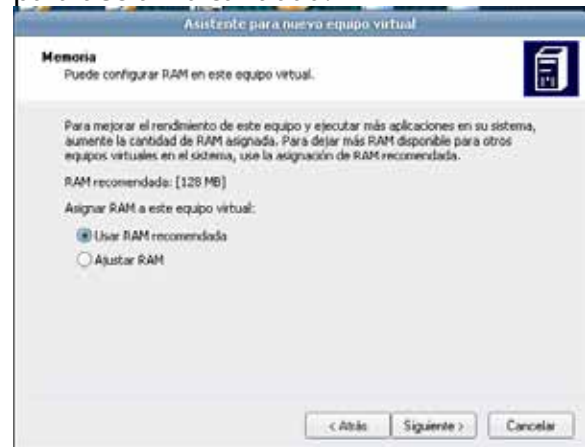 Asistente para nuevo equipo virtual
Memoria
Puede configurar RAM en este equipo virtual.
Para mejorar el rendimiento de este equipo y ejecutar más aplicaciones en su sistema,
aumente la cantidad de RAM asignada. Para dejar más RAM disponible para otros
equipos virtuales en el sistema, use la asignación de RAM recomendada.
RAM recomendada: [128 MB]
Asignar RAM a este equipo virtual:
Usar RAM recomendada
Ajustar RAM
< Atrás
Siguiente >
Cancelar